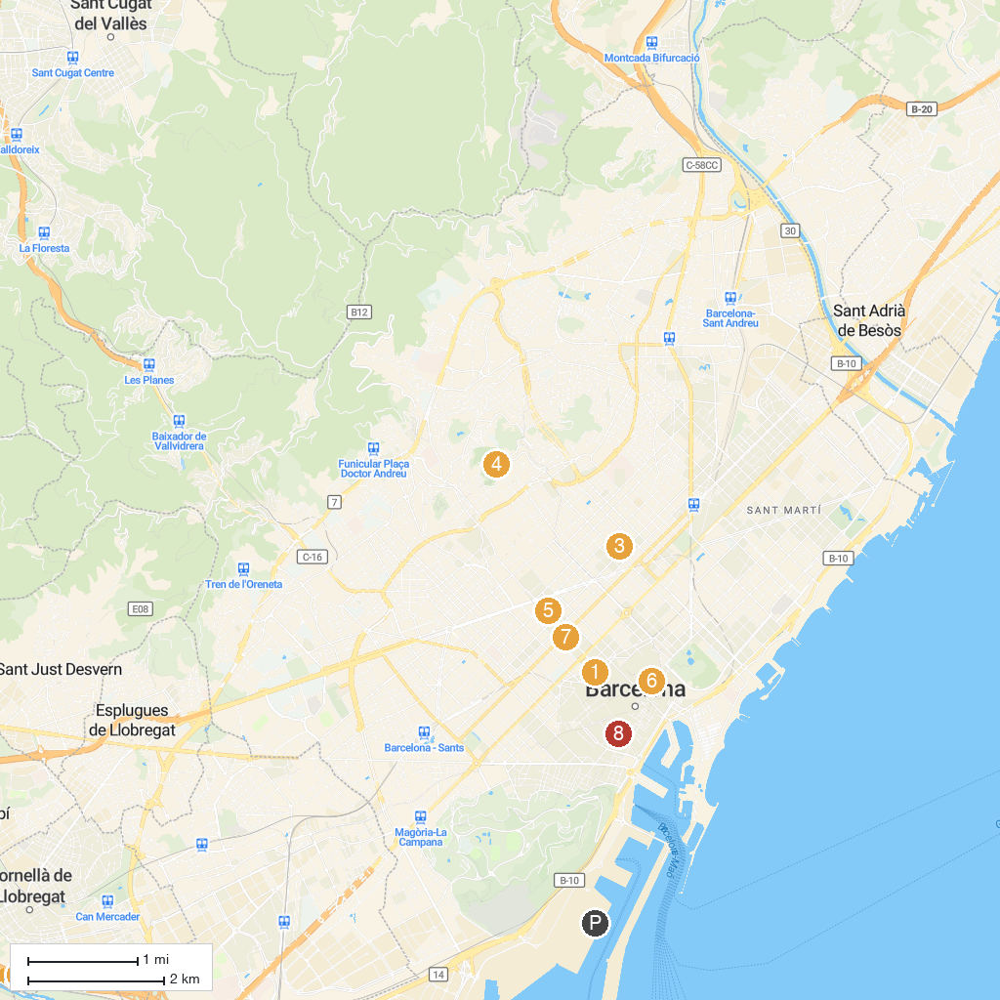 Sant Cugat
del Vallès
Sant Cugat Centre
Montcada Bifurcació
B-20
alldoreix
C-58CC
La Floresta
30
B12
Barcelona-
Sant Andreu
Sant Adrià
de Besòs
B-10
Les Planes
Baixador de
Vallvidrera
Funicular Plaça
Doctor Andreu
4
7
SANT MARTÍ
3
C-16
B-10
Tren de l'Oreneta
E08
5
7
Sant Just Desvern
1
6
Barcelona
Esplugues
de Llobregat
8
Barcelona - Sants
pí
Magòria-La
Campana
ornellà de
Llobregat
B-10
Can Mercader
P
14
1 mi
2 km